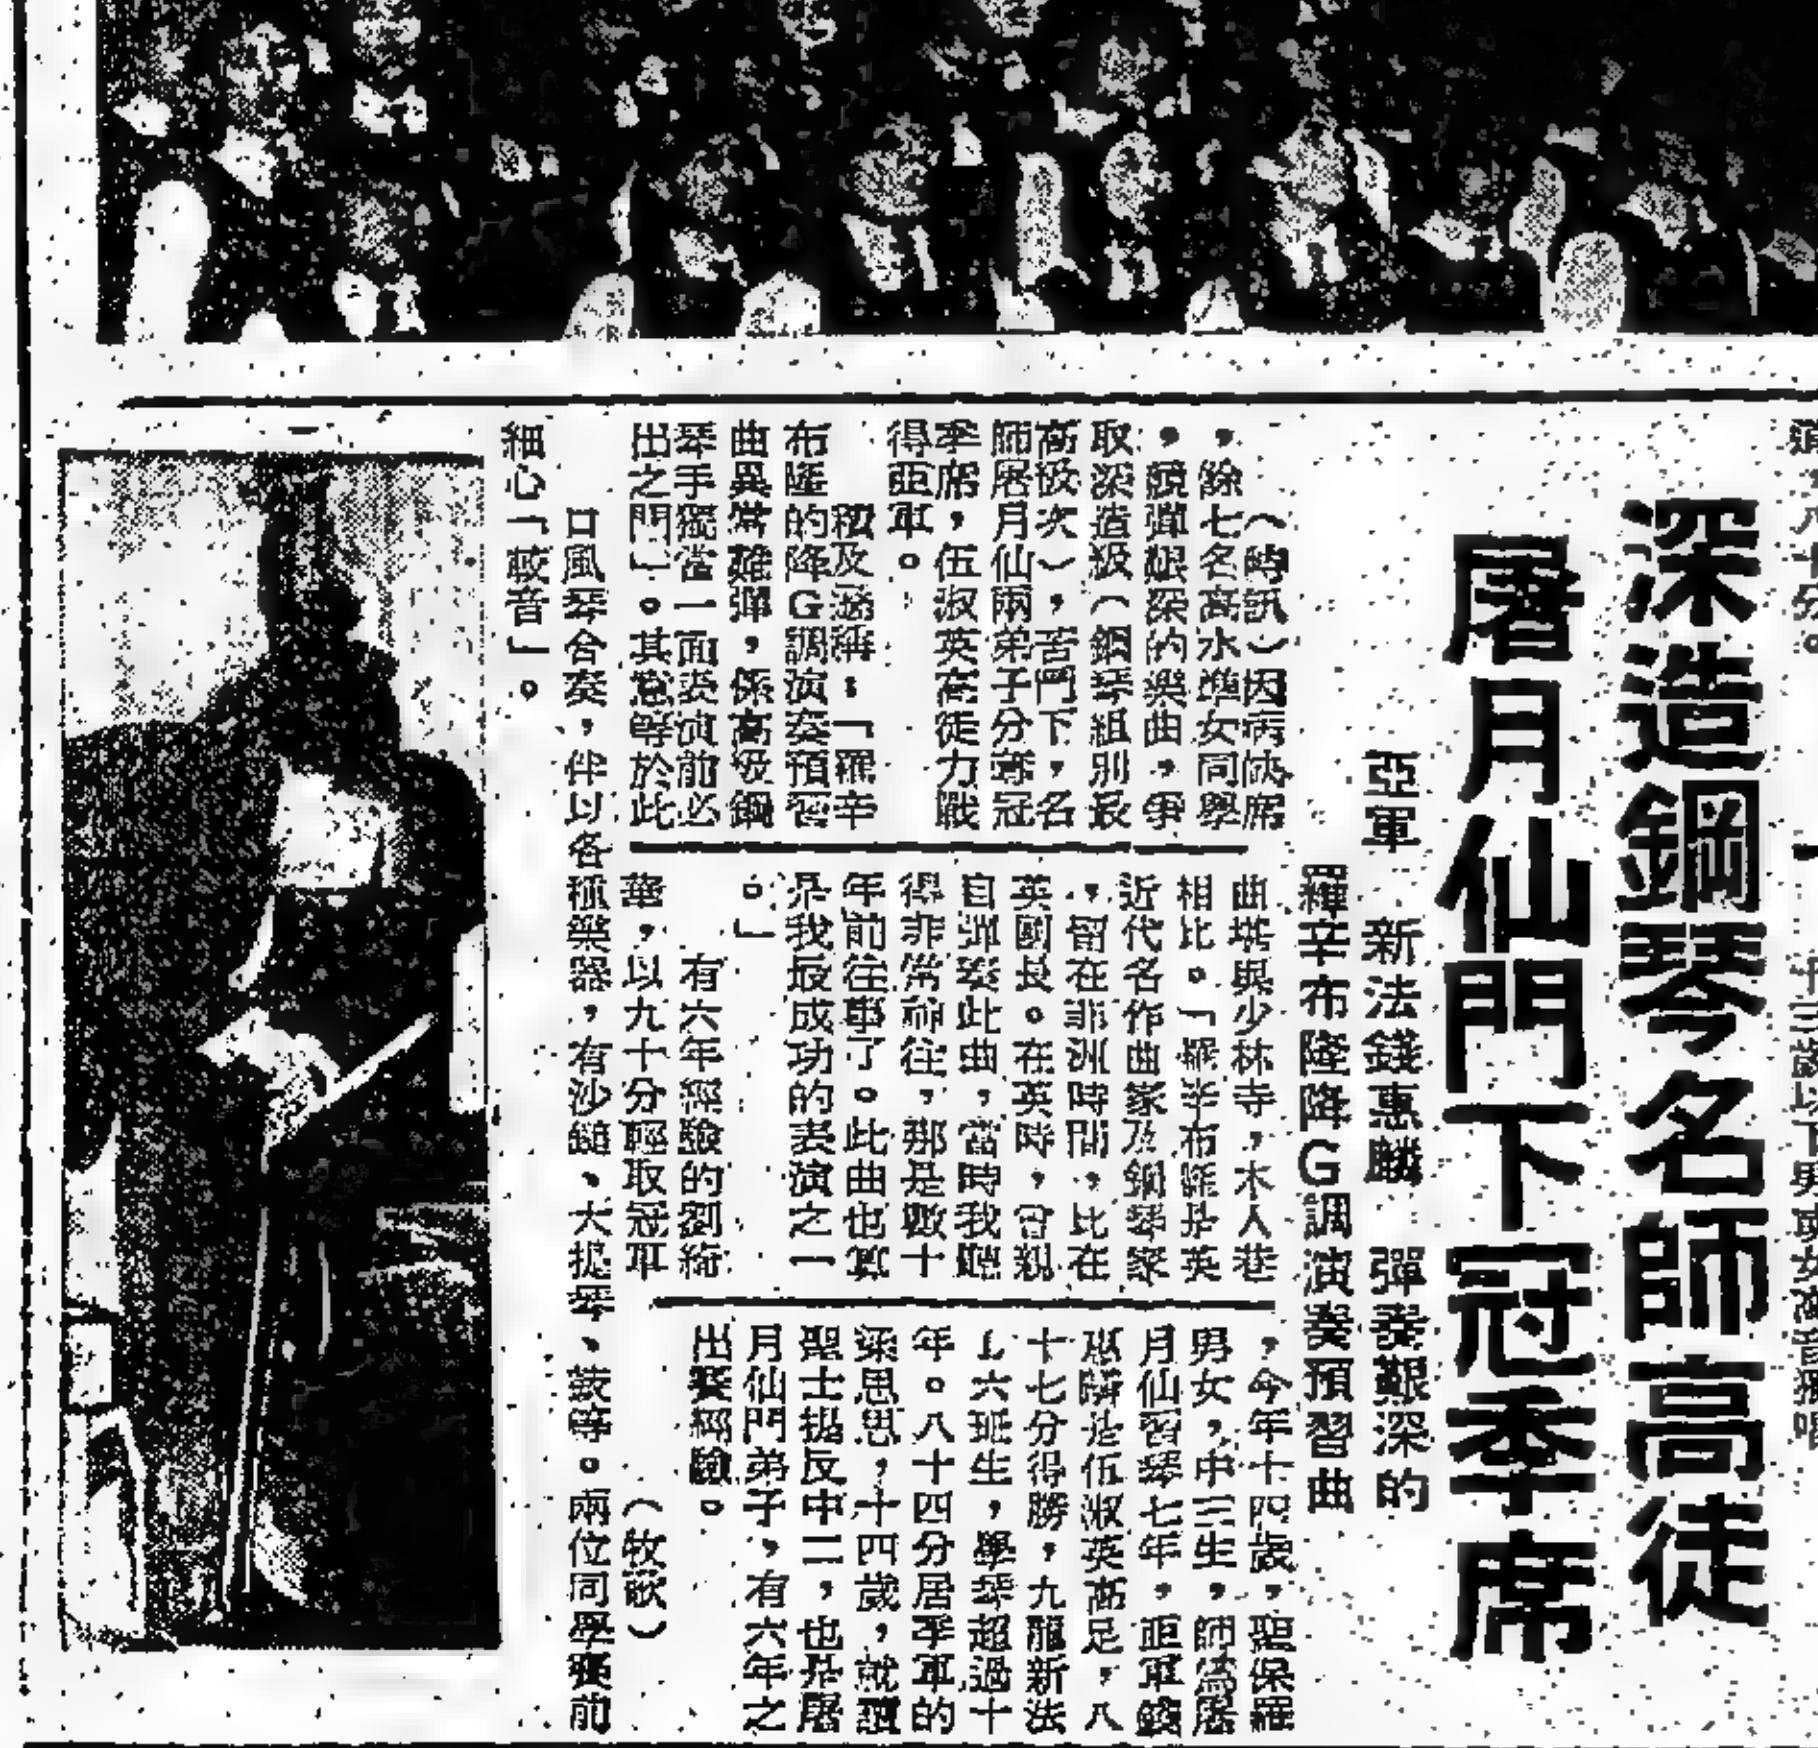 深造鋼琴名師高徒
屠月仙門下冠季席
亞軍 新法錢惠麟 彈奏艱深的
羅辛布隆降G調演奏預習曲
（時訊）因病缺席
，餘七名高水準女同學
，競彈艱深的樂曲，爭
取深造級（鋼琴組別最
高級次），苦鬥下，名
師屠月仙兩弟子分奪冠
季席，伍淑英高徒力戰
得亞軍。
稱：「羅辛
布隆的降G調演奏預習
曲異常難彈，係高級鋼
琴手獨當一面表演前必
出之門」。其意等於此
曲堪與少林寺，木人巷
相比。「羅辛布隆是英
近代名作曲家及鋼琴家
，留在非洲時間，比在
英國長。在英時，曾親
自彈奏此曲，當時我聽
得非常神往，那是數十
年前往事了。此曲也算
是我最成功的表演之一
。」
有六年經驗的劉綺
華，以九十分輕取冠軍
，今年十四歲，聖保羅
男女，中三生，師為屠
月仙習琴七年，亞軍錢
惠麟是伍淑英高足，八
十七分得勝，九龍新法
六班生，學琴超過十
年。八十四分居季軍的
梁思思，十四歲，就讀
聖士提反中二，也是屠
月仙門弟子，有六年之
出賽經驗。
（牧歌）
口風琴合奏，伴以各種樂器，有沙鎚、大提琴、鼓等。兩位同學賽前
細心「較音」。